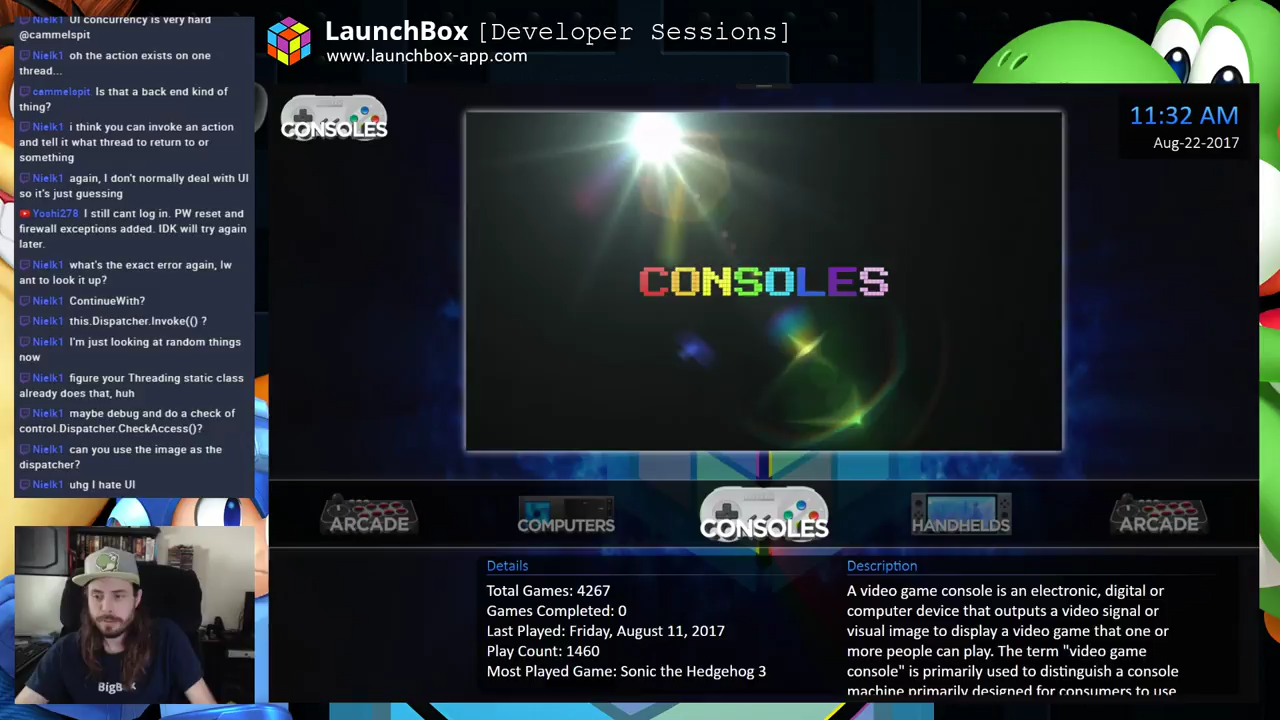 Nielk1 UI concurrency is very hard
@cammelspit
Nielk1 oh the action exists on one
thread...
cammelspit Is that a back end kind of
thing?
Nielk1 i think you can invoke an action
and tell it what thread to return to or
something
Nielk1 again, I don't normally deal with UI
so it's just guessing
Yoshi278 I still cant log in. PW reset and
firewall exceptions added. IDK will try again
later.
Nielk1 what's the exact error again, Iw
ant to look it up?
Nielk1 ContinueWith?
Nielk1 this.Dispatcher.Invoke(() ?
Nielk1 I'm just looking at random things
now
Nielk1 figure your Threading static class
already does that, huh
Nielk1 maybe debug and do a check of
control.Dispatcher.CheckAccess()?
Nielk1 can you use the image as the
dispatcher?
Nielk1 uhg I hate UI
LaunchBox [Developer Sessions]
www.launchbox-app.com
CONSOLES
11:32 AM
Aug-22-2017
CONSOLES
ARCADE
COMPUTERS
CONSOLES
HANDHELDS
ARCADE
Details
Total Games: 4267
Games Completed: 0
Last Played: Friday, August 11, 2017
Play Count: 1460
Most Played Game: Sonic the Hedgehog 3
Description
A video game console is an electronic, digital or
computer device that outputs a video signal or
visual image to display a video game that one or
more people can play. The term "video game
console" is primarily used to distinguish a console
machine primarily designed for consumers to use